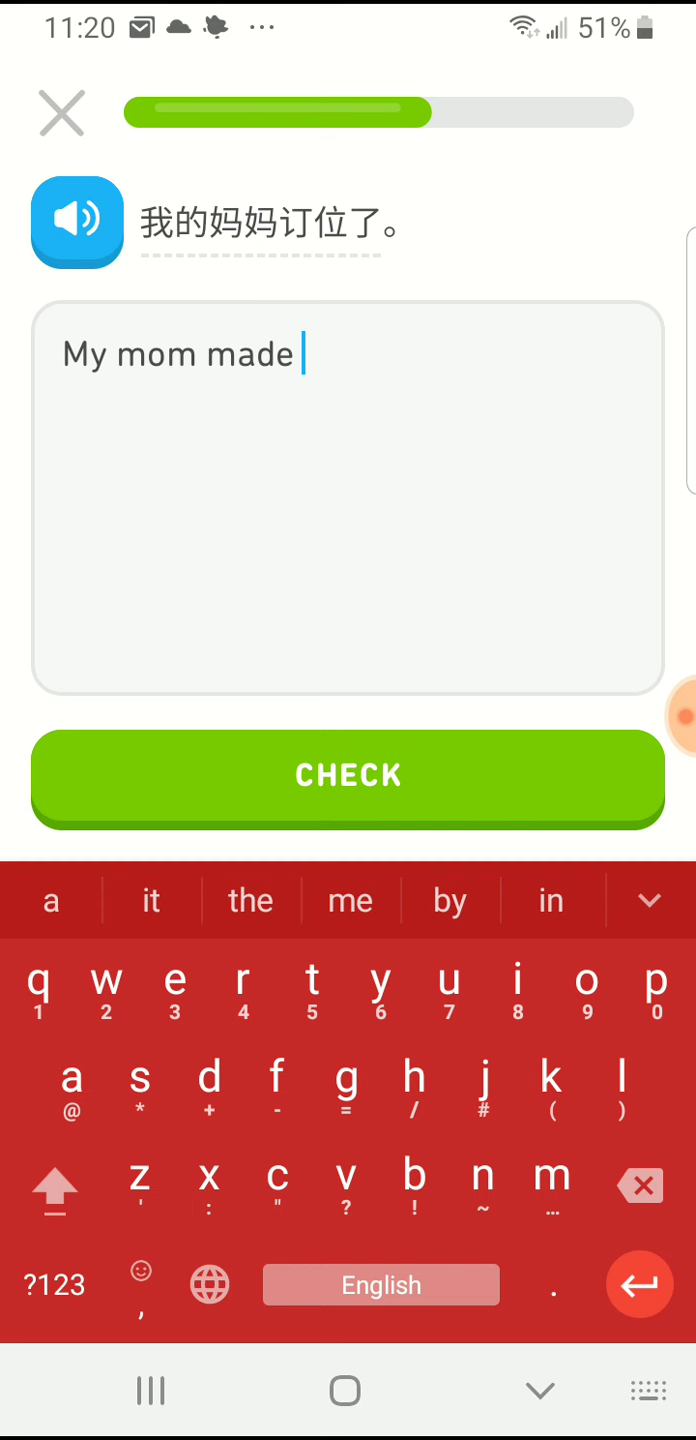 11:20 ... 51%
我的妈妈订位了。
My mom made
CHECK
a it the me by in
q w e r t y u i o p
1 2 3 4 5 6 7 8 9 0
a s d f g h j k l
@ * + - = / # ( )
z x c v b n m
' : " ? ! ~ ...
?123 , English .